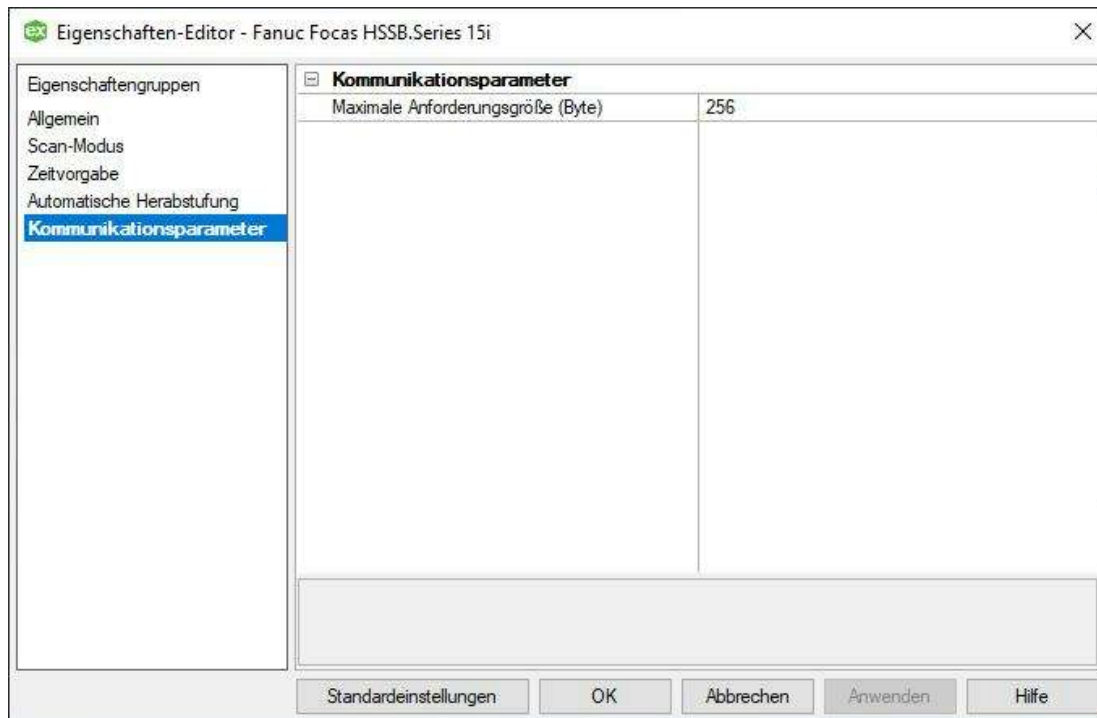 Eigenschaften-Editor - Fanuc Focas HSSB.Series 15i
Eigenschaftengruppen
Allgemein
Scan-Modus
Zeitvorgabe
Automatische Herabstufung
Kommunikationsparameter
Kommunikationsparameter
Maximale Anforderungsgröße (Byte) 256
Standardeinstellungen OK Abbrechen Anwenden Hilfe